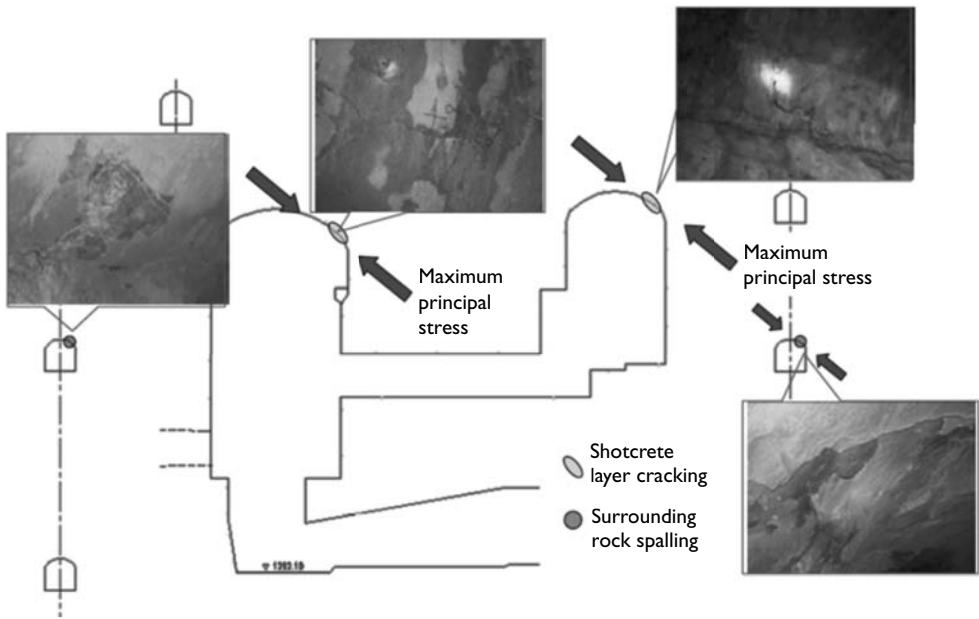 Maximum
principal
stress
Maximum
principal stress
Shotcrete
layer cracking
Surrounding
rock spalling